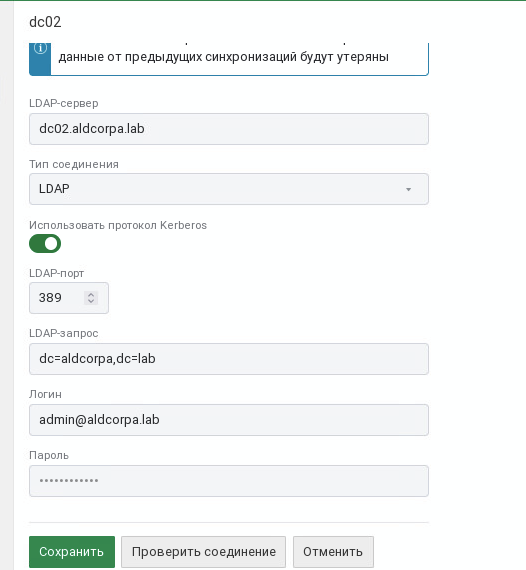 dc02
данные от предыдущих синхронизаций будут утеряны
LDAP-сервер
dc02.aldcorpa.lab
Тип соединения
LDAP
Использовать протокол Kerberos
LDAP-порт
389
LDAP-запрос
dc=aldcorpa,dc=lab
Логин
admin@aldcorpa.lab
Пароль
••••••••••••
Сохранить
Проверить соединение
Отменить